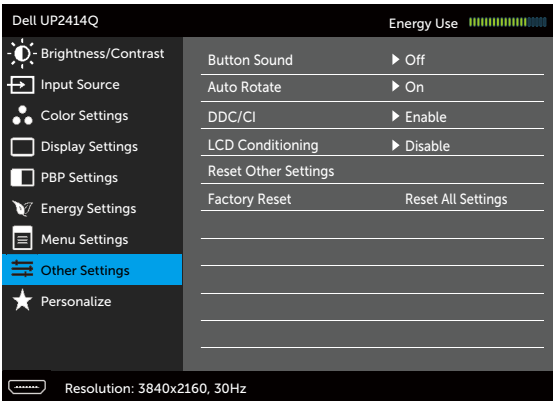 Dell UP2414Q
Energy Use
Brightness/Contrast
Input Source
Color Settings
Display Settings
PBP Settings
Energy Settings
Menu Settings
Other Settings
Personalize
Button Sound Off
Auto Rotate On
DDC/CI Enable
LCD Conditioning Disable
Reset Other Settings
Factory Reset Reset All Settings
Resolution: 3840x2160, 30Hz